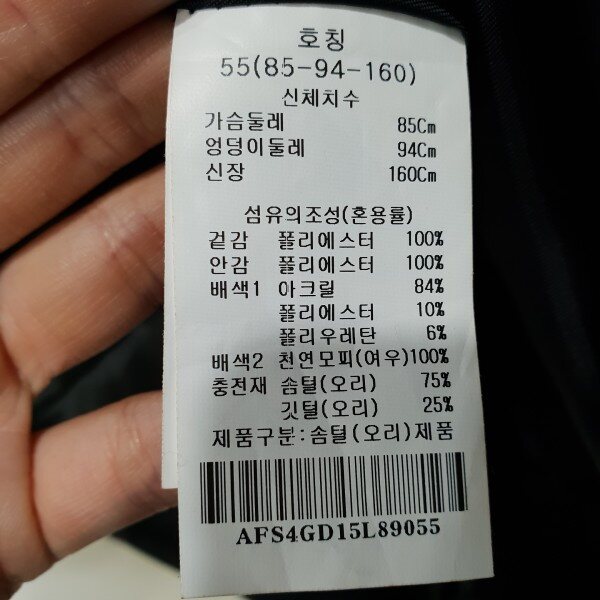 호칭
55(85-94-160)
신체치수
가슴둘레 85Cm
엉덩이둘레 94Cm
신장 160Cm
섬유의조성(혼용률)
겉감 폴리에스터 100%
안감 폴리에스터 100%
배색1 아크릴 84%
폴리에스터 10%
폴리우레탄 6%
배색2 천연모피(여우)100%
충전재 솜털(오리) 75%
깃털(오리) 25%
제품구분:솜털(오리)제품
AFS4GD15L89055